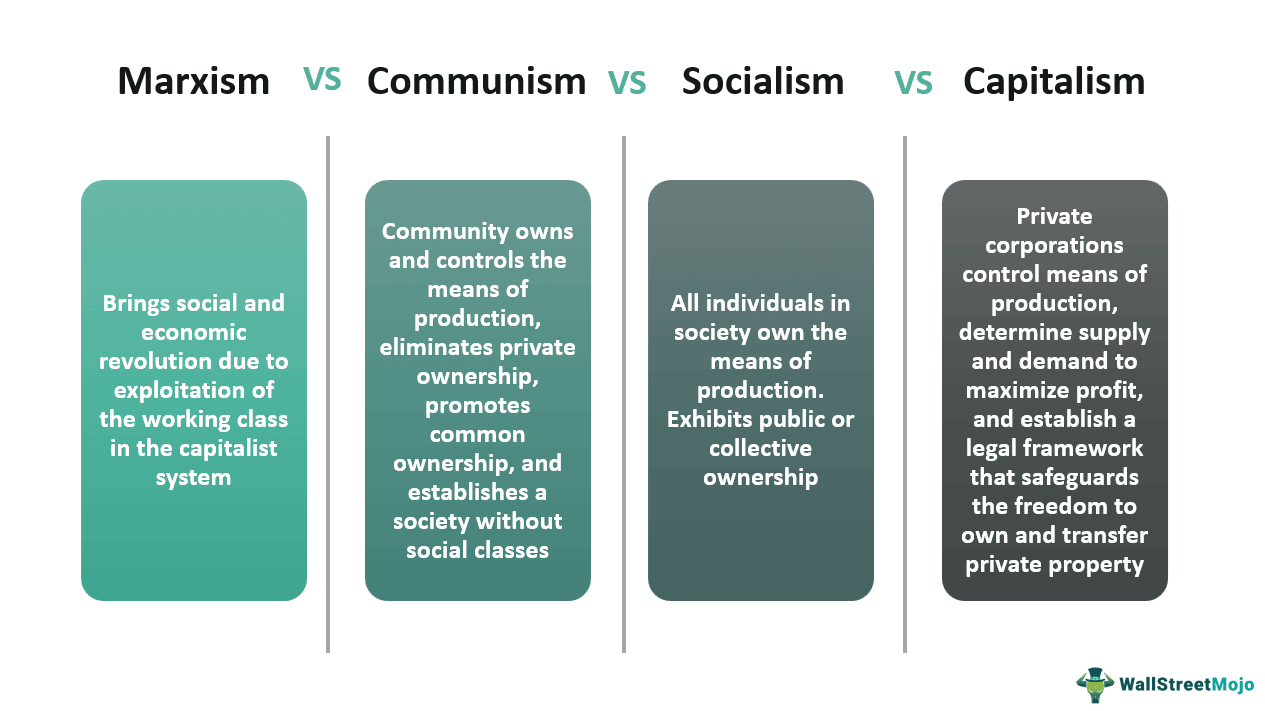 Marxism VS Communism VS Socialism VS Capitalism
Brings social and
economic
revolution due to
exploitation of
the working class
in the capitalist
system
Community owns
and controls the
means of
production,
eliminates private
ownership,
promotes
common
ownership, and
establishes a
society without
social classes
All individuals in
society own the
means of
production.
Exhibits public or
collective
ownership
Private
corporations
control means of
production,
determine supply
and demand to
maximize profit,
and establish a
legal framework
that safeguards
the freedom to
own and transfer
private property
WallStreetMojo